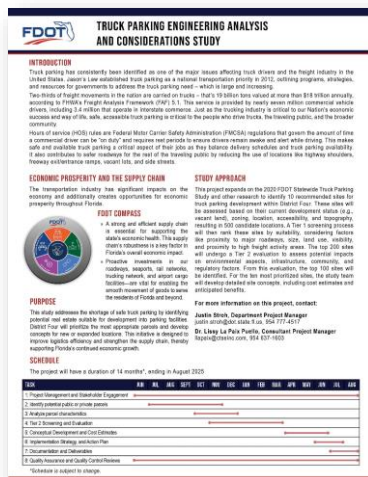 FDOT
TRUCK PARKING ENGINEERING ANALYSIS
AND CONSIDERATIONS STUDY
INTRODUCTION
Truck parking has consistently been identified as one of the major issues affecting truck drivers and the freight industry in the
United States. Jason's Law established truck parking as a national transportation priority in 2012, outlining programs, strategies,
and resources for governments to address the truck parking need – which is large and increasing.
Two-thirds of freight movements in the nation are carried on trucks – that's 19 billion tons valued at more than $18 trillion annually,
according to FHWA's Freight Analysis Framework (FAF) 5.1. This service is provided by nearly seven million commercial vehicle
drivers, including 3.4 million that operate in interstate commerce. Just as the trucking industry is critical to our Nation's economic
success and way of life, safe, accessible truck parking is critical to the people who drive trucks, the traveling public, and the broader
community.
Hours of service (HOS) rules are Federal Motor Carrier Safety Administration (FMCSA) regulations that govern the amount of time
a commercial driver can be "on duty" and requires rest periods to ensure drivers remain awake and alert while driving. This makes
safe and available truck parking a critical aspect of their jobs as they balance delivery schedules and truck parking availability.
It also contributes to safer roadways for the rest of the traveling public by reducing the use of locations like highway shoulders,
freeway exit/entrance ramps, vacant lots, and side streets.
ECONOMIC PROSPERITY AND THE SUPPLY CHAIN
The transportation industry has significant impacts on the
economy and additionally creates opportunities for economic
prosperity throughout Florida.
FDOT COMPASS
A strong and efficient supply chain
is essential for supporting the
state's economic health. This supply
chain's robustness is a key factor in
Florida's overall economic impact.
Proactive investments in our
roadways, seaports, rail networks,
trucking network, and airport cargo
facilities—are vital for enabling the
smooth movement of goods to serve
the residents of Florida and beyond.
PURPOSE
This study addresses the shortage of safe truck parking by identifying
potential real estate suitable for development into parking facilities.
District Four will prioritize the most appropriate parcels and develop
concepts for new or expanded locations. This initiative is designed to
improve logistics efficiency and strengthen the supply chain, thereby
supporting Florida's continued economic growth.
STUDY APPROACH
This project expands on the 2020 FDOT Statewide Truck Parking
Study and other research to identify 10 recommended sites for
truck parking development within District Four. These sites will
be assessed based on their current development status (e.g.,
vacant land), zoning, location, accessibility, and topography,
resulting in 500 candidate locations. A Tier 1 screening process
will then rank these sites by suitability, considering factors
like proximity to major roadways, size, land use, visibility,
and proximity to high freight activity areas. The top 200 sites
will undergo a Tier 2 evaluation to assess potential impacts
on environmental aspects, infrastructure, community, and
regulatory factors. From this evaluation, the top 100 sites will
be identified. For the ten most prioritized sites, the study team
will develop detailed site concepts, including cost estimates and
anticipated benefits.
For more information on this project, contact:
Justin Stroh, Department Project Manager
justin.stroh@dot.state.fl.us, 954 777-4517
Dr. Lissy La Paix Puello, Consultant Project Manager
SCHEDULE
The project will have a duration of 14 months*, ending in August 2025
TASK JUN JUL AUG SEPT OCT NOV DEC JAN FEB MAR APR MAY JUN JUL AUG
1: Project Management and Stakeholder Engagement
2: Identify potential public or private parcels
3: Analyze parcel characteristics
4: Tier 2 Screening and Evaluation
5: Conceptual Development and Cost Estimates
6: Implementation Strategy, and Action Plan
7: Documentation and Deliverables
8: Quality Assurance and Quality Control Reviews
*Schedule is subject to change.